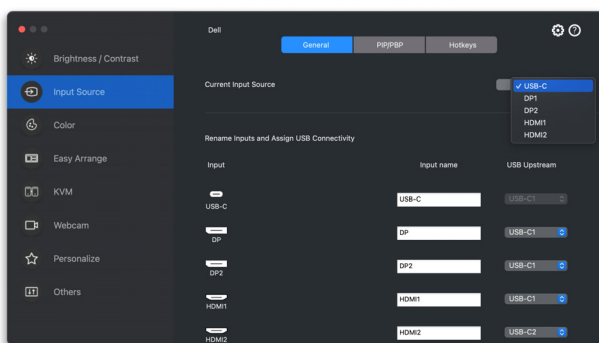 Dell
General PIP/PBP Hotkeys
Brightness / Contrast
Input Source
Color
Easy Arrange
KVM
Webcam
Personalize
Others
Current Input Source
✓ USB-C
DP1
DP2
HDMI1
HDMI2
Rename Inputs and Assign USB Connectivity
Input Input name USB Upstream
USB-C USB-C USB-C1
DP DP USB-C1
DP2 DP2 USB-C1
HDMI1 HDMI1 USB-C1
HDMI2 HDMI2 USB-C2